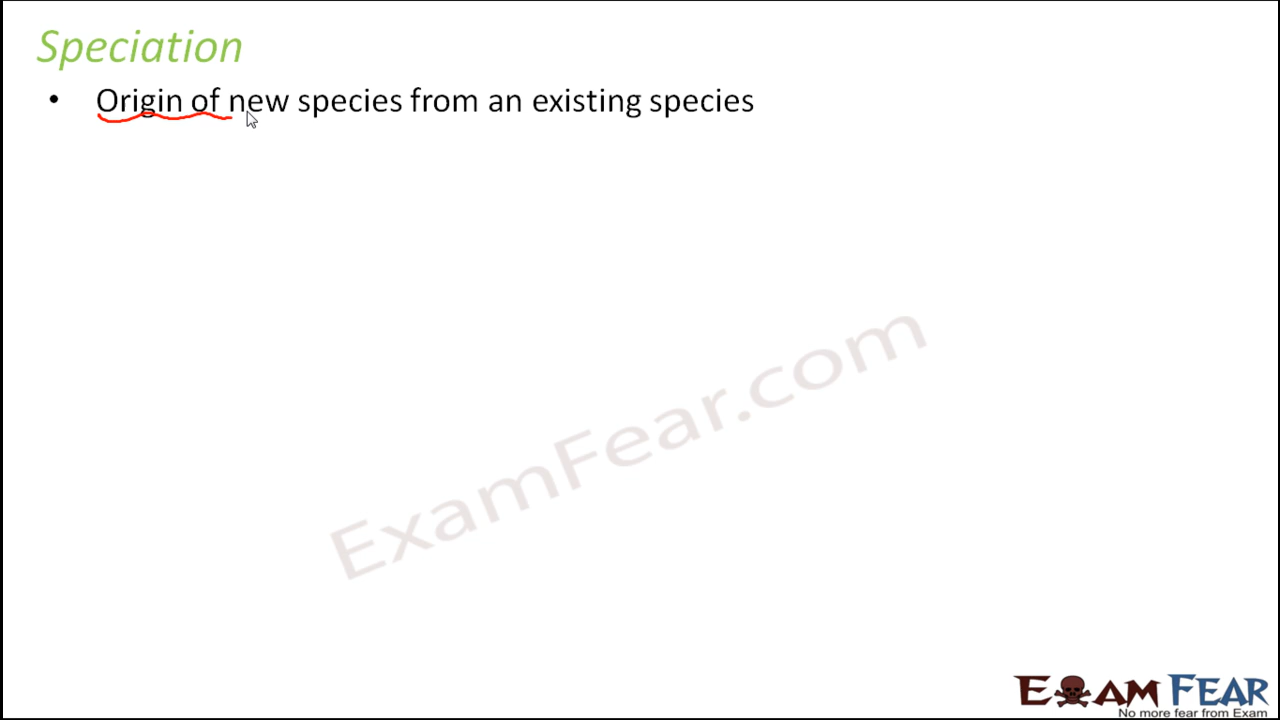 Speciation
• Origin of new species from an existing species
ExamFear.com
EXAM FEAR
No more fear from Exam